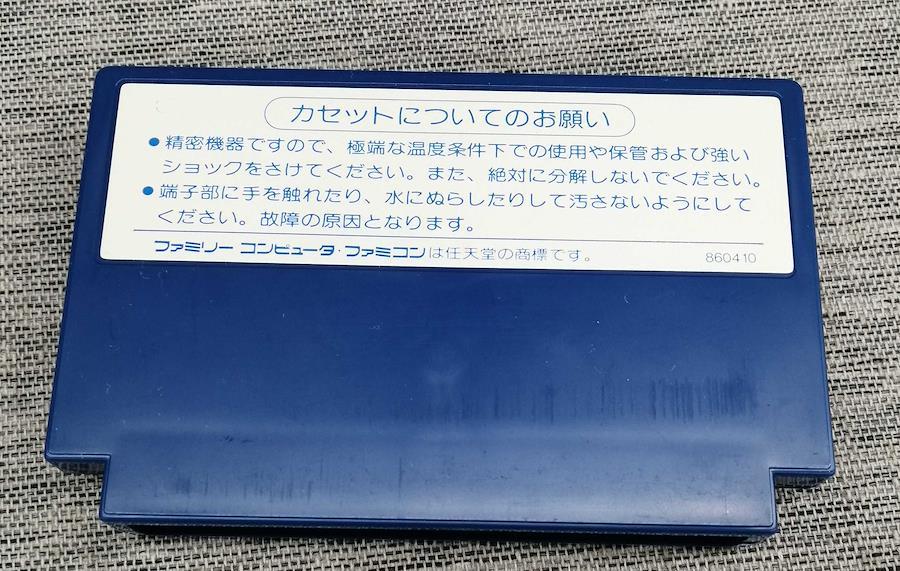 カセットについてのお願い
●精密機器ですので、極端な温度条件下での使用や保管および強い
ショックをさけてください。また、絶対に分解しないでください。
●端子部に手を触れたり、水にぬらしたりして汚さないようにして
ください。故障の原因となります。
ファミリー コンピュータ・ファミコンは任天堂の商標です。 860410